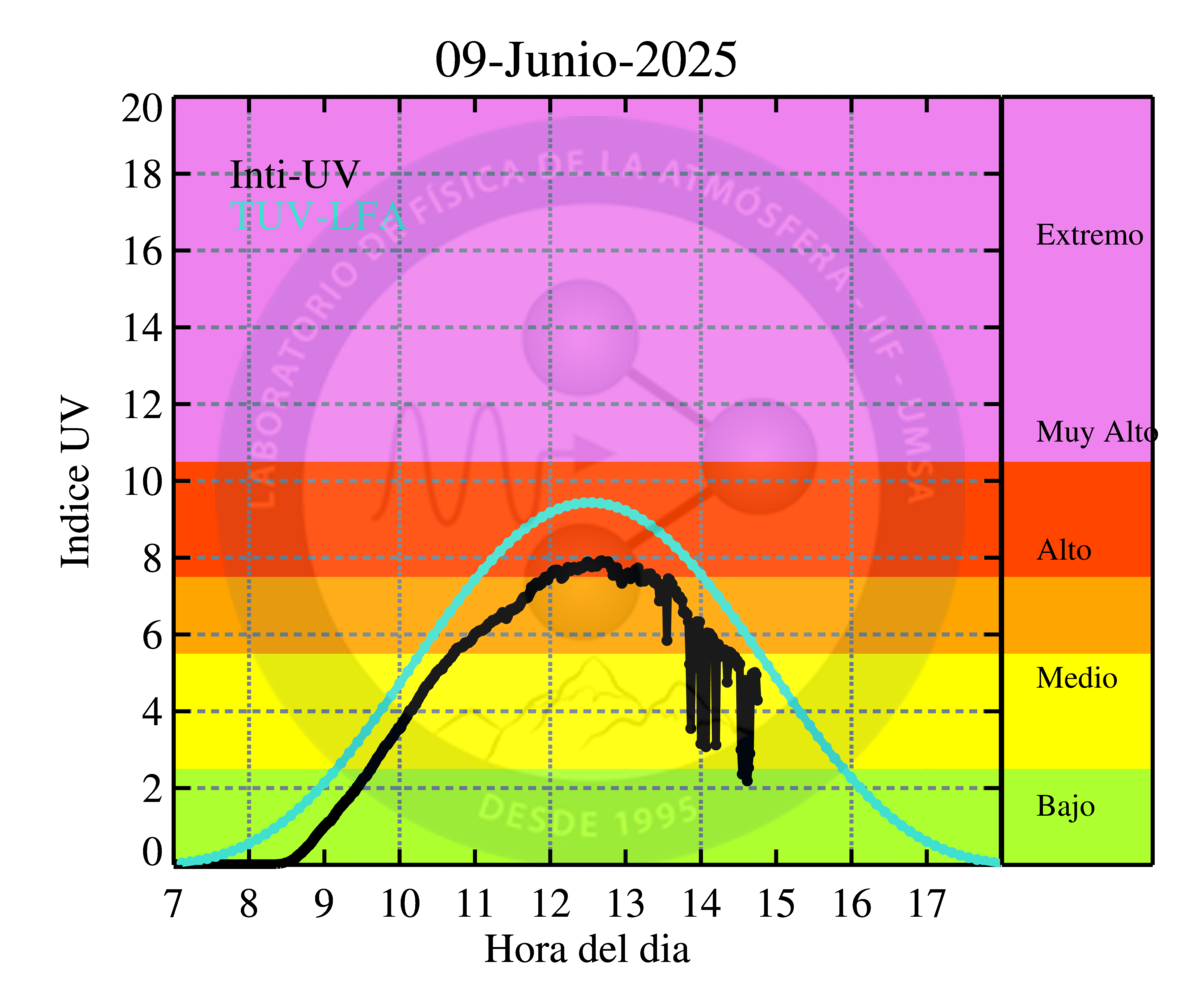 09-Junio-2025
Indice UV
20
18
16
14
12
10
8
6
4
2
0
Inti-UV
TUV-LFA
LABORATORIO DE FÍSICA DE LA ATMÓSFERA - IIF - UMSA
DESDE 1995
Extremo
Muy Alto
Alto
Medio
Bajo
7 8 9 10 11 12 13 14 15 16 17
Hora del dia